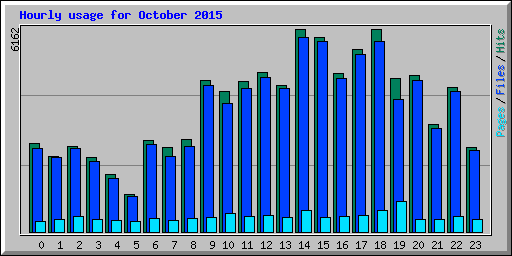 Hourly usage for October 2015
6162
Pages/Files/Hits
0 1 2 3 4 5 6 7 8 9 10 11 12 13 14 15 16 17 18 19 20 21 22 23